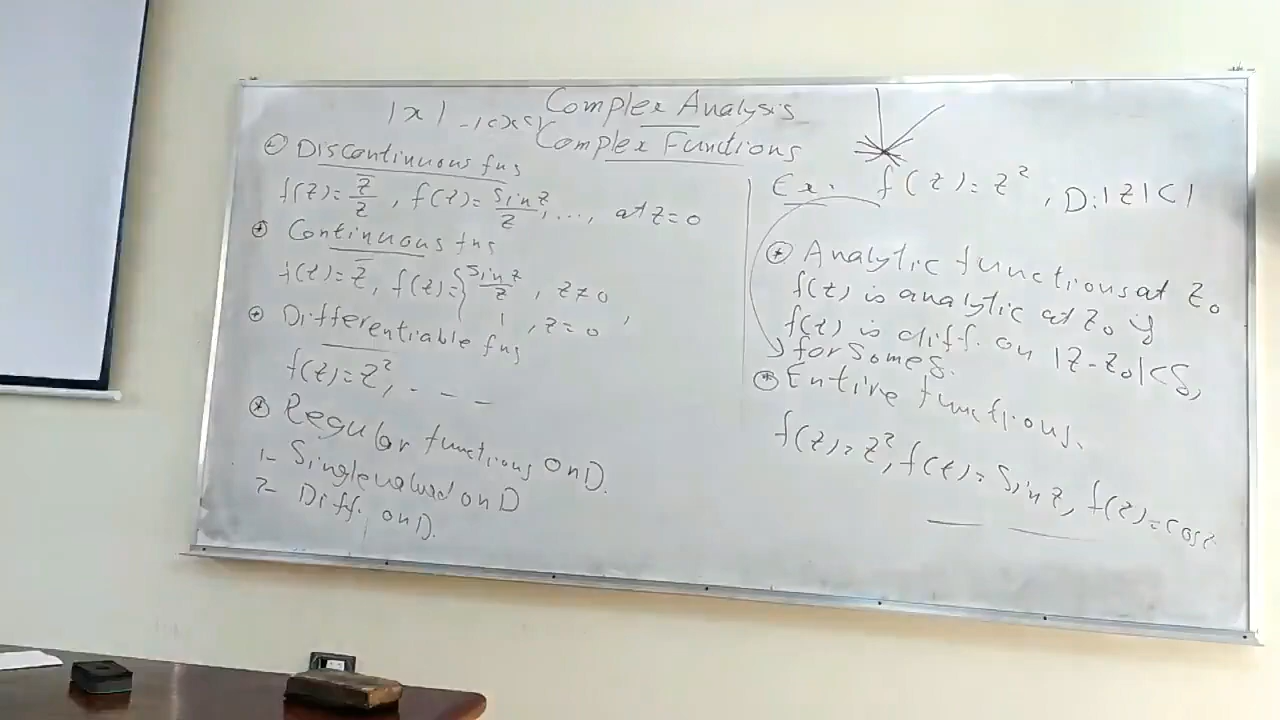 |x| -1<x<1
Complex Analysis
Complex Functions
⊛ Discontinuous fns
f(z)=z̅/z, f(z)=sin z/z, ..., at z=0
⊛ Continuous fns
f(z)=z̅, f(z)={sin z/z, z≠0
1, z=0,
⊛ Differentiable fns
f(z)=z², - - -
⊛ Regular functions on D.
1- Single valued on D
2- Diff. on D.
Ex: f(z)=z², D:|z|<1
⊛ Analytic functions at z₀
f(z) is analytic at z₀ if
f(z) is diff. on |z-z₀|<δ,
for some δ.
⊛ Entire functions.
f(z)=z², f(z)=sin z, f(z)=cos z